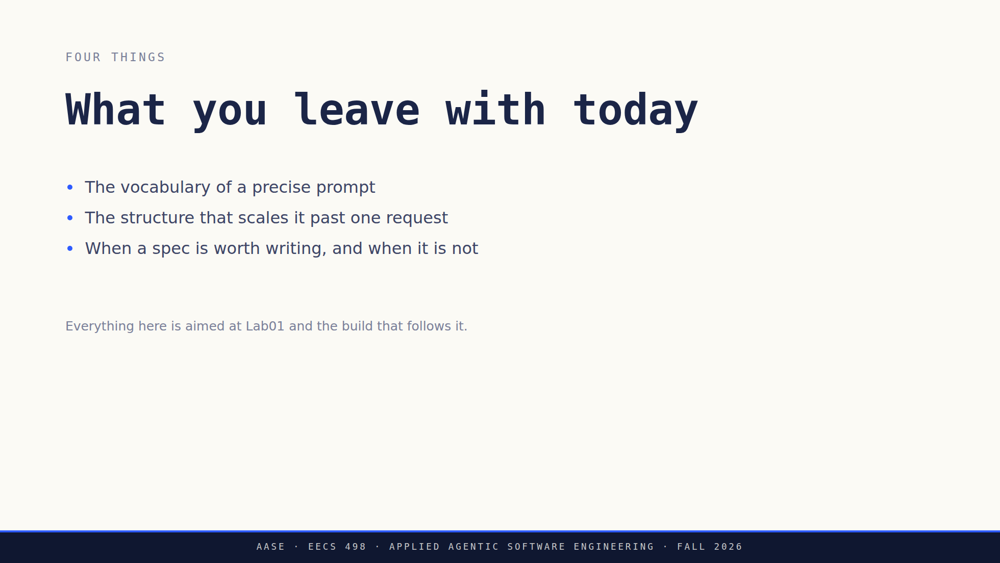 FOUR THINGS
What you leave with today
• The vocabulary of a precise prompt
• The structure that scales it past one request
• When a spec is worth writing, and when it is not
Everything here is aimed at Lab01 and the build that follows it.
AASE · EECS 498 · APPLIED AGENTIC SOFTWARE ENGINEERING · FALL 2026